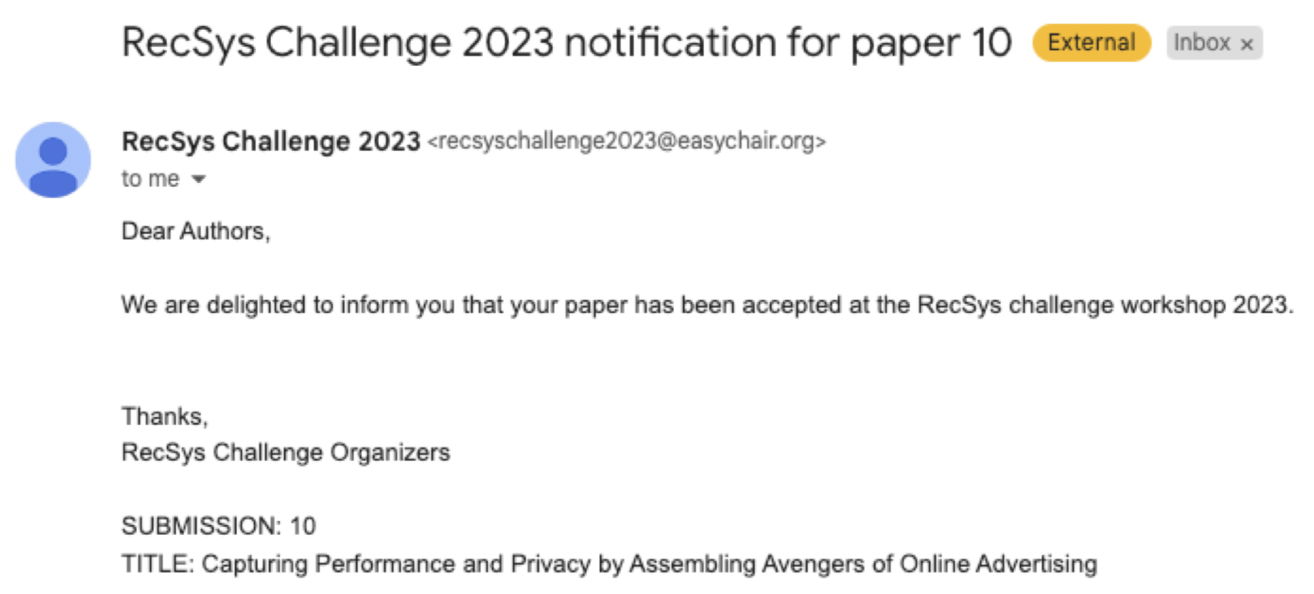 RecSys Challenge 2023 notification for paper 10 External Inbox ×
RecSys Challenge 2023 <recsyschallenge2023@easychair.org>
to me
Dear Authors,
We are delighted to inform you that your paper has been accepted at the RecSys challenge workshop 2023.
Thanks,
RecSys Challenge Organizers
SUBMISSION: 10
TITLE: Capturing Performance and Privacy by Assembling Avengers of Online Advertising